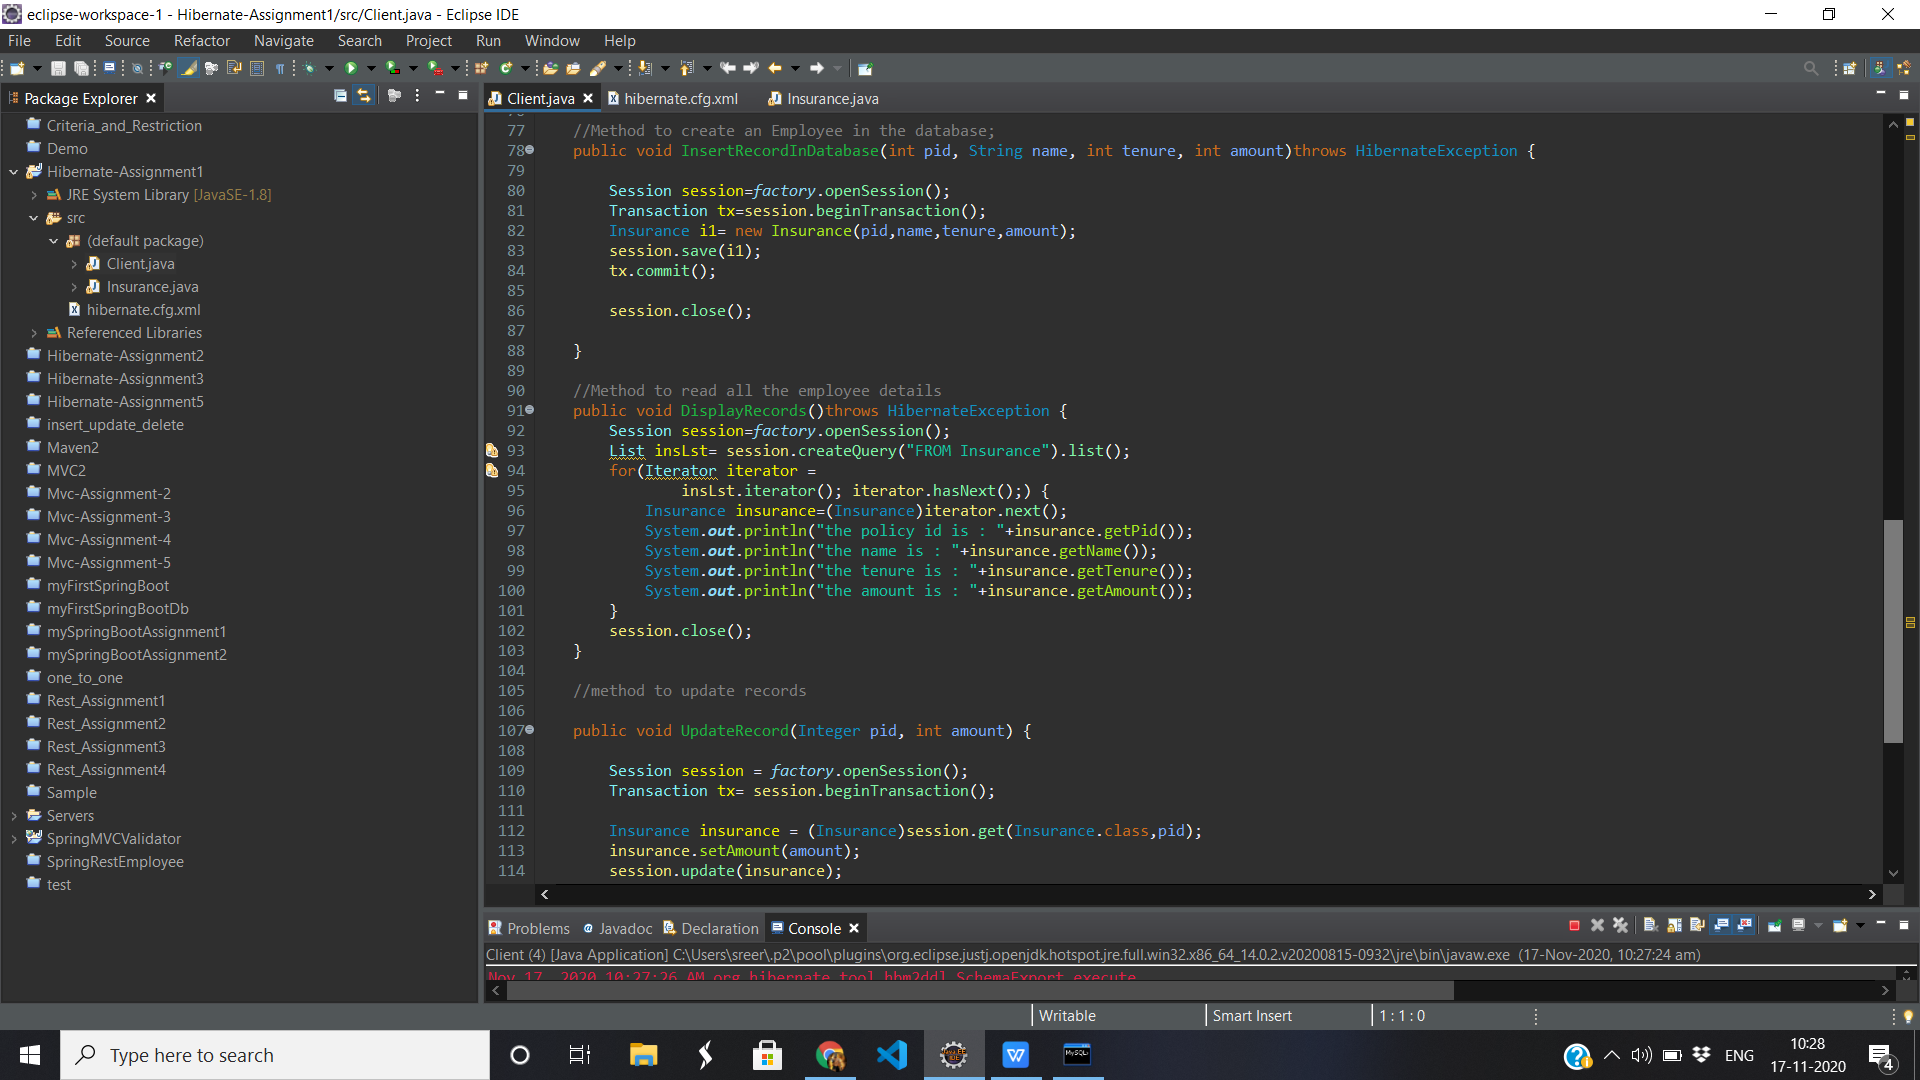 eclipse-workspace-1 - Hibernate-Assignment1/src/Client.java - Eclipse IDE
File Edit Source Refactor Navigate Search Project Run Window Help
Package Explorer
Criteria_and_Restriction
Demo
Hibernate-Assignment1
JRE System Library [JavaSE-1.8]
src
(default package)
Client.java
Insurance.java
hibernate.cfg.xml
Referenced Libraries
Hibernate-Assignment2
Hibernate-Assignment3
Hibernate-Assignment5
insert_update_delete
Maven2
MVC2
Mvc-Assignment-2
Mvc-Assignment-3
Mvc-Assignment-4
Mvc-Assignment-5
myFirstSpringBoot
myFirstSpringBootDb
mySpringBootAssignment1
mySpringBootAssignment2
one_to_one
Rest_Assignment1
Rest_Assignment2
Rest_Assignment3
Rest_Assignment4
Sample
Servers
SpringMVCValidator
SpringRestEmployee
test
Client.java hibernate.cfg.xml Insurance.java
77 //Method to create an Employee in the database;
78 public void InsertRecordInDatabase(int pid, String name, int tenure, int amount)throws HibernateException {
79
80 Session session=factory.openSession();
81 Transaction tx=session.beginTransaction();
82 Insurance i1= new Insurance(pid,name,tenure,amount);
83 session.save(i1);
84 tx.commit();
85
86 session.close();
87
88 }
89
90 //Method to read all the employee details
91 public void DisplayRecords()throws HibernateException {
92 Session session=factory.openSession();
93 List insLst= session.createQuery("FROM Insurance").list();
94 for(Iterator iterator =
95 insLst.iterator(); iterator.hasNext();) {
96 Insurance insurance=(Insurance)iterator.next();
97 System.out.println("the policy id is : "+insurance.getPid());
98 System.out.println("the name is : "+insurance.getName());
99 System.out.println("the tenure is : "+insurance.getTenure());
100 System.out.println("the amount is : "+insurance.getAmount());
101 }
102 session.close();
103 }
104
105 //method to update records
106
107 public void UpdateRecord(Integer pid, int amount) {
108
109 Session session = factory.openSession();
110 Transaction tx= session.beginTransaction();
111
112 Insurance insurance = (Insurance)session.get(Insurance.class,pid);
113 insurance.setAmount(amount);
114 session.update(insurance);
Problems Javadoc Declaration Console
Client (4) [Java Application] C:\Users\sreer\.p2\pool\plugins\org.eclipse.justj.openjdk.hotspot.jre.full.win32.x86_64_14.0.2.v20200815-0932\jre\bin\javaw.exe (17-Nov-2020, 10:27:24 am)
Nov 17, 2020 10:27:26 AM org.hibernate.tool.hbm2ddl.SchemaExport execute
Writable Smart Insert 1 : 1 : 0
Type here to search
ENG
10:28
17-11-2020
4